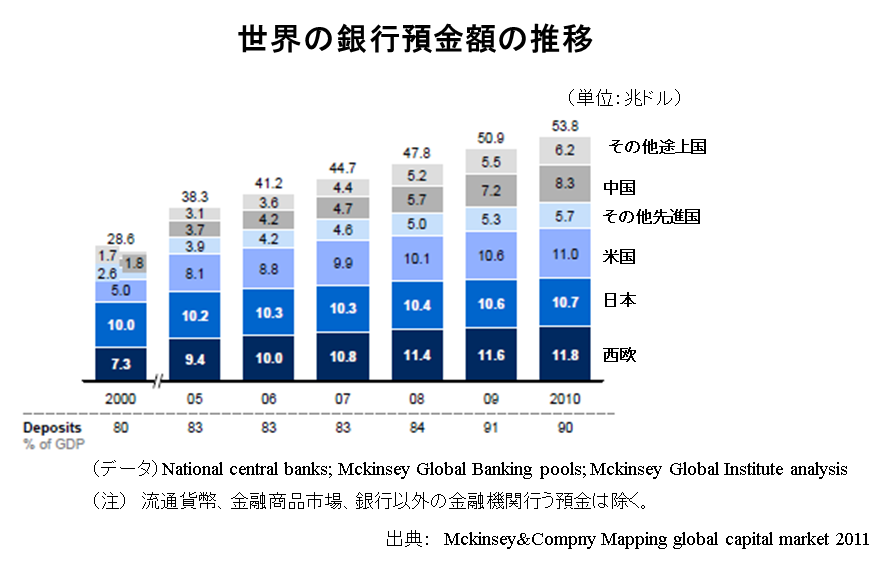 世界の銀行預金額の推移
（単位：兆ドル）
28.6 38.3 41.2 44.7 47.8 50.9 53.8
1.7 3.1 3.6 4.4 5.2 5.5 6.2 その他途上国
1.8 3.7 4.2 4.7 5.7 7.2 8.3 中国
2.6 3.9 4.2 4.6 5.0 5.3 5.7 その他先進国
5.0 8.1 8.8 9.9 10.1 10.6 11.0 米国
10.0 10.2 10.3 10.3 10.4 10.6 10.7 日本
7.3 9.4 10.0 10.8 11.4 11.6 11.8 西欧
2000 05 06 07 08 09 2010
Deposits 80 83 83 83 84 91 90
% of GDP
（データ）National central banks; Mckinsey Global Banking pools; Mckinsey Global Institute analysis
（注） 流通貨幣、金融商品市場、銀行以外の金融機関行う預金は除く。
出典： Mckinsey&Compny Mapping global capital market 2011